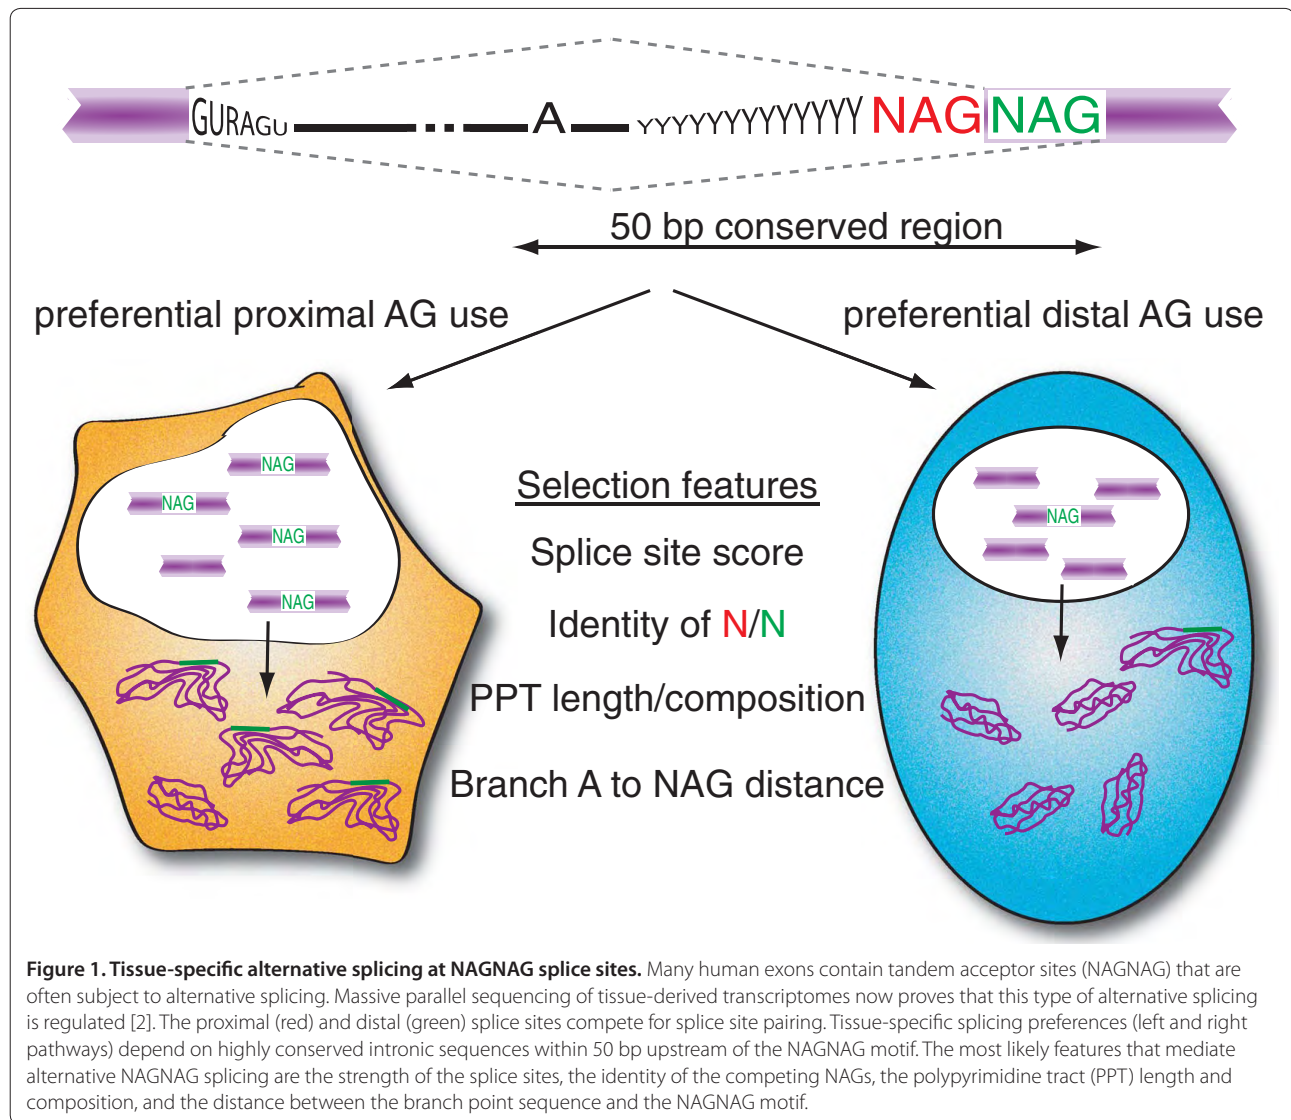 GURAGU A YYYYYYYYYYYYY NAG NAG
50 bp conserved region
preferential proximal AG use
preferential distal AG use
NAG
NAG
NAG
NAG
NAG
Selection features
Splice site score
Identity of N/N
PPT length/composition
Branch A to NAG distance
Figure 1. Tissue-specific alternative splicing at NAGNAG splice sites. Many human exons contain tandem acceptor sites (NAGNAG) that are
often subject to alternative splicing. Massive parallel sequencing of tissue-derived transcriptomes now proves that this type of alternative splicing
is regulated [2]. The proximal (red) and distal (green) splice sites compete for splice site pairing. Tissue-specific splicing preferences (left and right
pathways) depend on highly conserved intronic sequences within 50 bp upstream of the NAGNAG motif. The most likely features that mediate
alternative NAGNAG splicing are the strength of the splice sites, the identity of the competing NAGs, the polypyrimidine tract (PPT) length and
composition, and the distance between the branch point sequence and the NAGNAG motif.